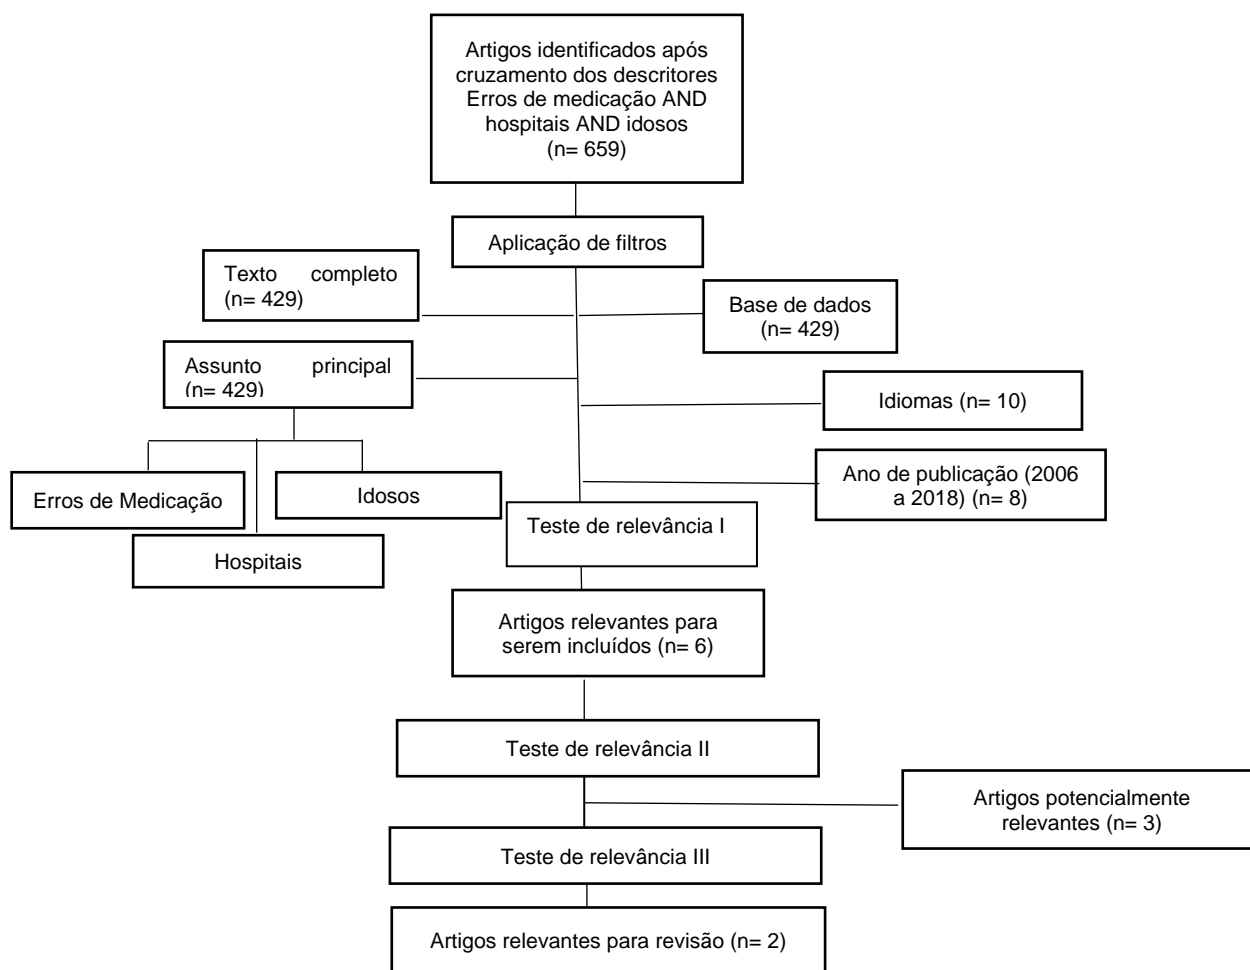 Artigos identificados após
cruzamento dos descritores
Erros de medicação AND
hospitais AND idosos
(n= 659)
Aplicação de filtros
Texto completo
(n= 429)
Base de dados
(n= 429)
Assunto principal
(n= 429)
Idiomas (n= 10)
Ano de publicação (2006
a 2018) (n= 8)
Erros de Medicação
Idosos
Hospitais
Teste de relevância I
Artigos relevantes para
serem incluídos (n= 6)
Teste de relevância II
Artigos potencialmente
relevantes (n= 3)
Teste de relevância III
Artigos relevantes para revisão (n= 2)